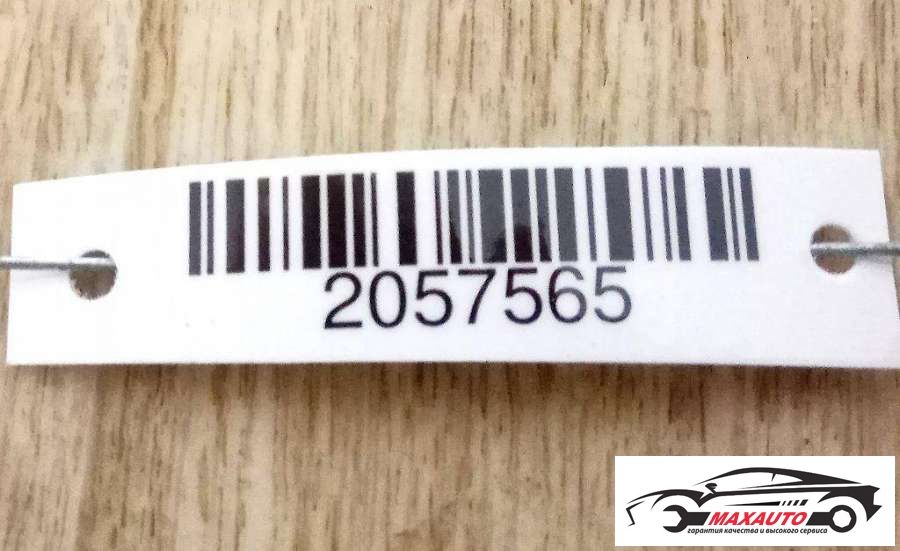 2057565
MAXAUTO
гарантия качества и высокого сервиса